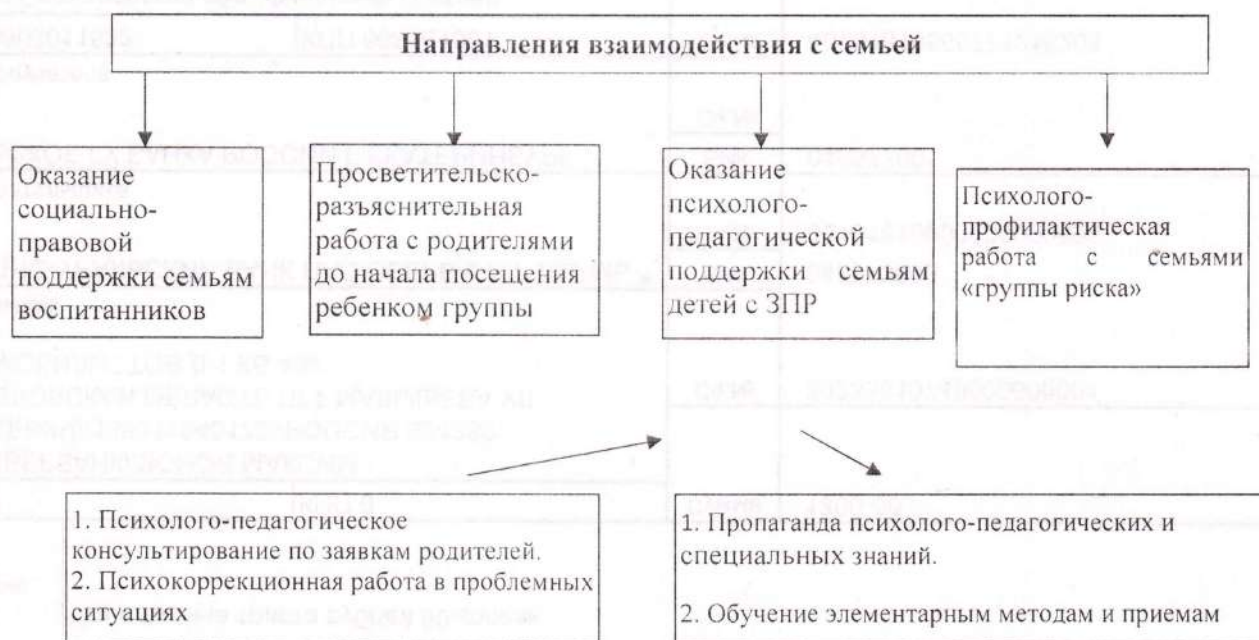 Направления взаимодействия с семьей
Оказание
социально-
правовой
поддержки семьям
воспитанников
Просветительско-
разъяснительная
работа с родителями
до начала посещения
ребенком группы
Оказание
психолого-
педагогической
поддержки семьям
детей с ЗПР
Психолого-
профилактическая
работа с семьями
«группы риска»
1. Психолого-педагогическое
консультирование по заявкам родителей.
2. Психокоррекционная работа в проблемных
ситуациях
1. Пропаганда психолого-педагогических и
специальных знаний.
2. Обучение элементарным методам и приемам